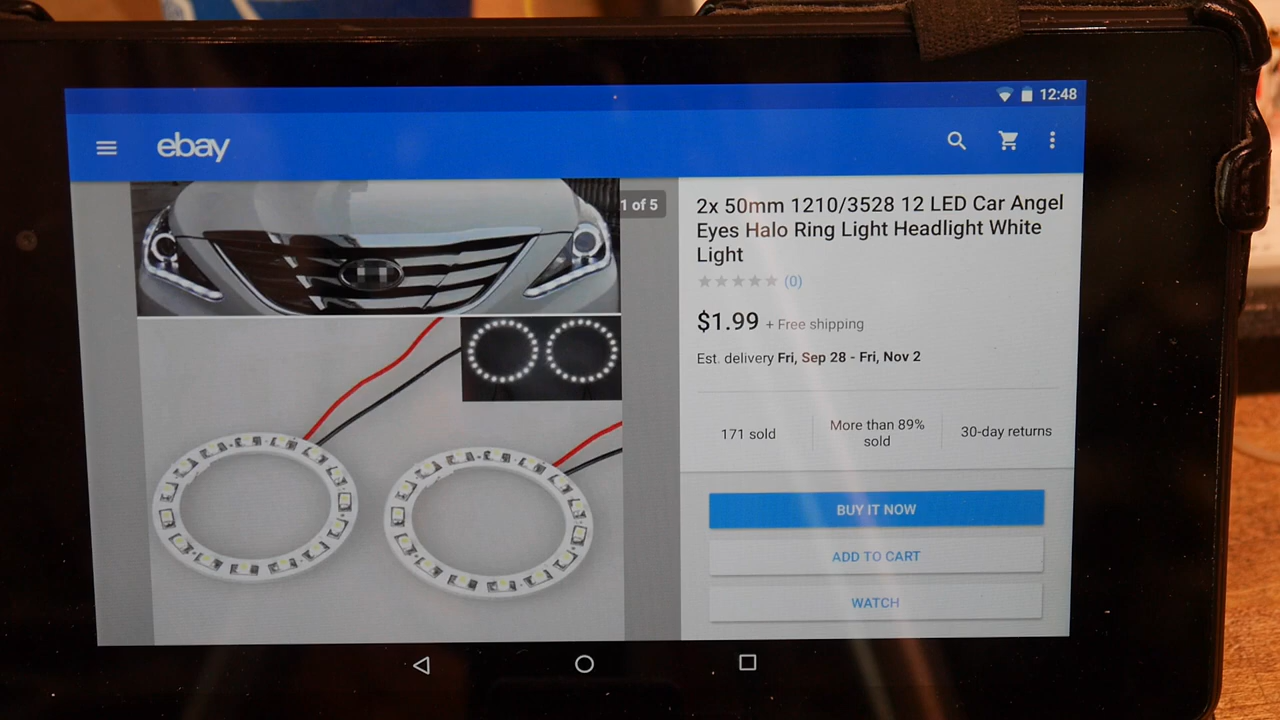 12:48
ebay
1 of 5
2x 50mm 1210/3528 12 LED Car Angel
Eyes Halo Ring Light Headlight White
Light
(0)
$1.99 + Free shipping
Est. delivery Fri, Sep 28 - Fri, Nov 2
171 sold
More than 89%
sold
30-day returns
BUY IT NOW
ADD TO CART
WATCH